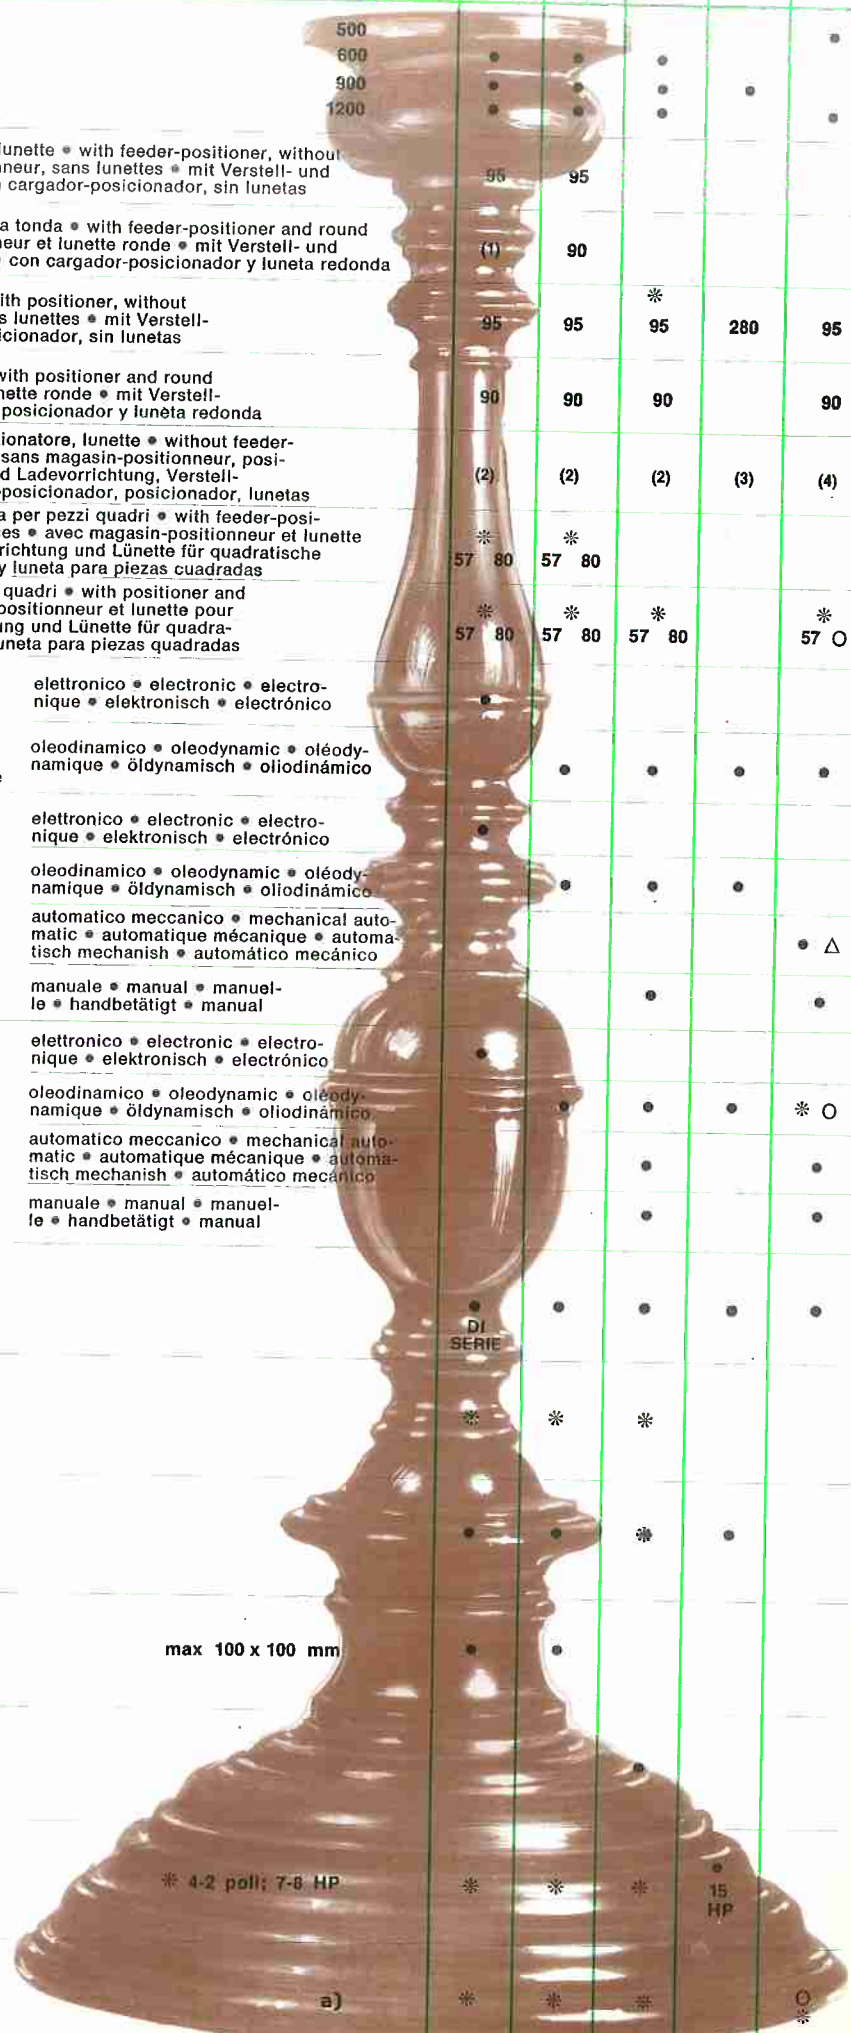 500
600
900
1200
lunette • with feeder-positioner, without
neur, sans lunettes • mit Verstell- und
cargador-posicionador, sin lunetas
95 95
a tonda • with feeder-positioner and round
neur et lunette ronde • mit Verstell- und
con cargador-posicionador y luneta redonda
(1) 90
ith positioner, without
s lunettes • mit Verstell-
icionador, sin lunetas
※
95 95 95 280 95
with positioner and round
nette ronde • mit Verstell-
posicionador y luneta redonda
90 90 90 90
ionatore, lunette • without feeder-
sans magasin-positionneur, posi-
d Ladevorrichtung, Verstell-
-posicionador, posicionador, lunetas
(2) (2) (2) (3) (4)
a per pezzi quadri • with feeder-posi-
es • avec magasin-positionneur et lunette
richtung und Lünette für quadratische
y luneta para piezas cuadradas
※ ※
57 80 57 80
quadri • with positioner and
positionneur et lunette pour
ung und Lünette für quadra-
uneta para piezas quadradas
※ ※ ※ ※
57 80 57 80 57 80 57 O
elettronico • electronic • electro-
nique • elektronisch • electrónico
oleodinamico • oleodynamic • oléody-
namique • öldynamisch • oliodinámico
elettronico • electronic • electro-
nique • elektronisch • electrónico
oleodinamico • oleodynamic • oléody-
namique • öldynamisch • oliodinámico
automatico meccanico • mechanical auto-
matic • automatique mécanique • automa-
tisch mechanish • automático mecánico
• Δ
manuale • manual • manuel-
le • handbetätigt • manual
elettronico • electronic • electro-
nique • elektronisch • electrónico
oleodinamico • oleodynamic • oléody-
namique • öldynamisch • oliodinámico
※ O
automatico meccanico • mechanical auto-
matic • automatique mécanique • automa-
tisch mechanish • automático mecánico
manuale • manual • manuel-
le • handbetätigt • manual
DI
SERIE
※ ※ ※
max 100 x 100 mm
※ 4-2 poli; 7-8 HP ※ ※ ※
15
HP
a) ※ ※ ※ O
※